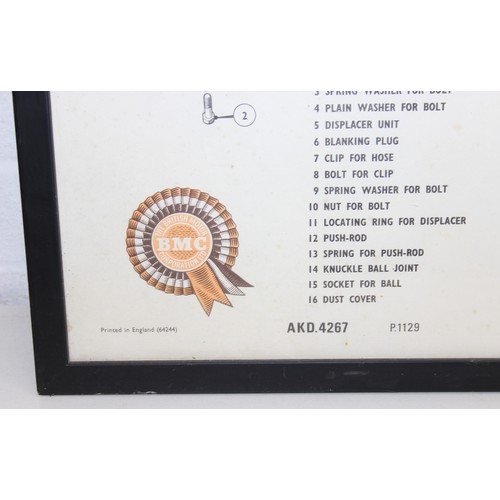 3 SPRING WASHER FOR BOLT
2
4 PLAIN WASHER FOR BOLT
5 DISPLACER UNIT
6 BLANKING PLUG
7 CLIP FOR HOSE
8 BOLT FOR CLIP
9 SPRING WASHER FOR BOLT
10 NUT FOR BOLT
11 LOCATING RING FOR DISPLACER
12 PUSH-ROD
13 SPRING FOR PUSH-ROD
14 KNUCKLE BALL JOINT
15 SOCKET FOR BALL
16 DUST COVER
BMC
Printed in England (64244)
AKD.4267
P.1129